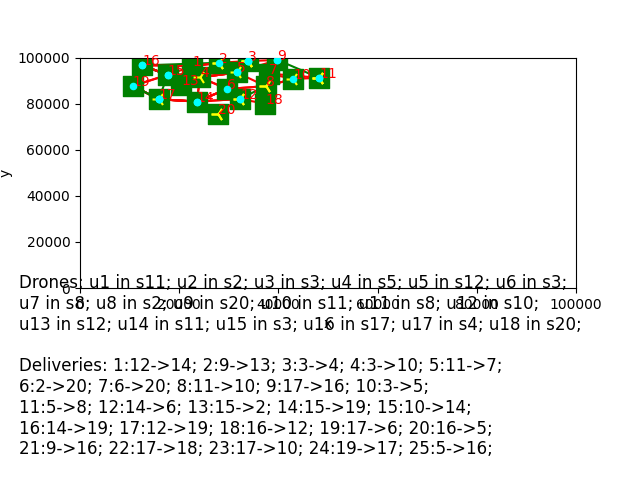 100000
80000
60000
40000
20000
y
16
2
3
9
11
18
Drones: u1 in s11; u2 in s2; u3 in s3; u4 in s5; u5 in s12; u6 in s3;
u7 in s8; u8 in s2; u9 in s20; u10 in s11; u11 in s8; u12 in s10;
0 20000 40000 60000 80000 100000
u13 in s12; u14 in s11; u15 in s3; u16 in s17; u17 in s4; u18 in s20;
x
Deliveries: 1:12->14; 2:9->13; 3:3->4; 4:3->10; 5:11->7;
6:2->20; 7:6->20; 8:11->10; 9:17->16; 10:3->5;
11:5->8; 12:14->6; 13:15->2; 14:15->19; 15:10->14;
16:14->19; 17:12->19; 18:16->12; 19:17->6; 20:16->5;
21:9->16; 22:17->18; 23:17->10; 24:19->17; 25:5->16;